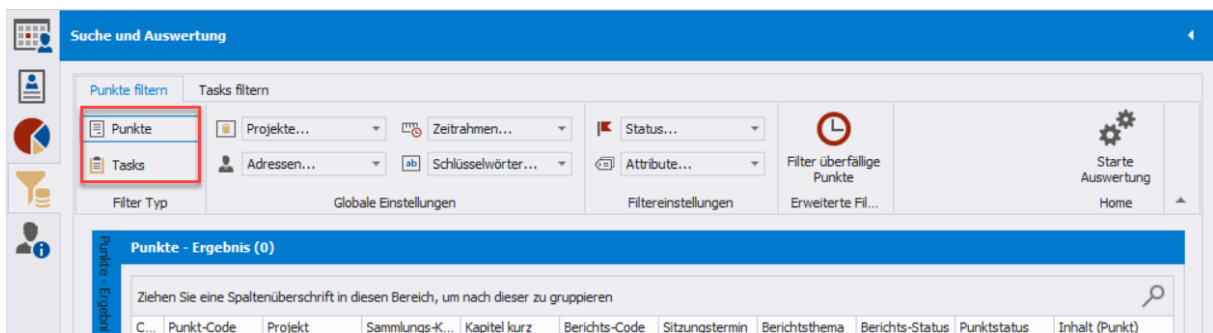 Suche und Auswertung
Punkte filtern Tasks filtern
Punkte Projekte... Zeitrahmen... Status...
Tasks Adressen... ab Schlüsselwörter... Attribute... Filter überfällige Punkte Starte Auswertung
Filter Typ Globale Einstellungen Filtereinstellungen Erweiterte Fil... Home
Punkte - Ergebnis (0)
Punkte - Ergebni
Ziehen Sie eine Spaltenüberschrift in diesen Bereich, um nach dieser zu gruppieren
C... Punkt-Code Projekt Sammlungs-K... Kapitel kurz Berichts-Code Sitzungstermin Berichtsthema Berichts-Status Punktstatus Inhalt (Punkt)